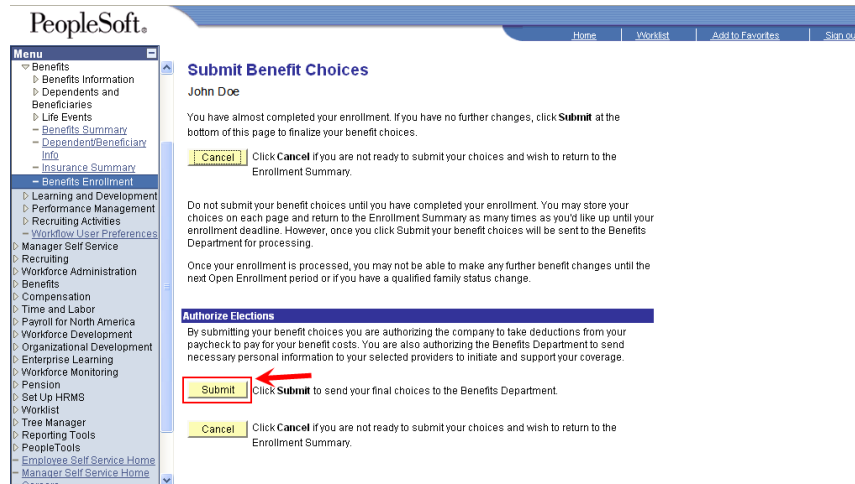 PeopleSoft®
Home
Worklist
Add to Favorites
Sign ou
Menu
Benefits
Benefits Information
Dependents and
Beneficiaries
Life Events
Benefits Summary
Dependent/Beneficiary
Info
Insurance Summary
Benefits Enrollment
Learning and Development
Performance Management
Recruiting Activities
Workflow User Preferences
Manager Self Service
Recruiting
Workforce Administration
Benefits
Compensation
Time and Labor
Payroll for North America
Workforce Development
Organizational Development
Enterprise Learning
Workforce Monitoring
Pension
Set Up HRMS
Worklist
Tree Manager
Reporting Tools
PeopleTools
Employee Self Service Home
Manager Self Service Home
Submit Benefit Choices
John Doe
You have almost completed your enrollment. If you have no further changes, click Submit at the
bottom of this page to finalize your benefit choices.
Cancel Click Cancel if you are not ready to submit your choices and wish to return to the
Enrollment Summary.
Do not submit your benefit choices until you have completed your enrollment. You may store your
choices on each page and return to the Enrollment Summary as many times as you'd like up until your
enrollment deadline. However, once you click Submit your benefit choices will be sent to the Benefits
Department for processing.
Once your enrollment is processed, you may not be able to make any further benefit changes until the
next Open Enrollment period or if you have a qualified family status change.
Authorize Elections
By submitting your benefit choices you are authorizing the company to take deductions from your
paycheck to pay for your benefit costs. You are also authorizing the Benefits Department to send
necessary personal information to your selected providers to initiate and support your coverage.
Submit Click Submit to send your final choices to the Benefits Department.
Cancel Click Cancel if you are not ready to submit your choices and wish to return to the
Enrollment Summary.